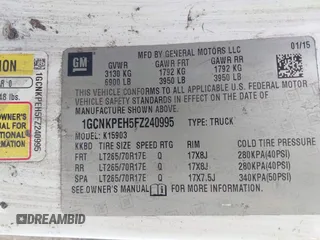 GM
MFD BY GENERAL MOTORS LLC
01/15
GVWR
GAWR FRT
GAWR RR
3138 KG
1792 KG
1792 KG
6900 LB
3950 LB
3950 LB
THIS VEHICLE CONFORMS TO ALL APPLICABLE
U.S. FEDERAL MOTOR VEHICLE SAFETY
STANDARDS IN EFFECT ON THE DATE OF
MANUFACTURE SHOWN ABOVE.
1GCNKPEH5FZ240995
TYPE: TRUCK
MODEL: K15903
KKBD TIRE SIZE SPEED RTG RIM COLD TIRE PRESSURE
FRT LT265/70R17E Q 17X8J 280KPA(40PSI)
RR LT265/70R17E Q 17X8J 280KPA(40PSI)
SPA LT265/70R17E Q 17X7.5J 340KPA(50PSI)
SEE OWNER'S MANUAL FOR MORE INFORMATION.
1GCNKPEH5FZ240995
DREAMBID